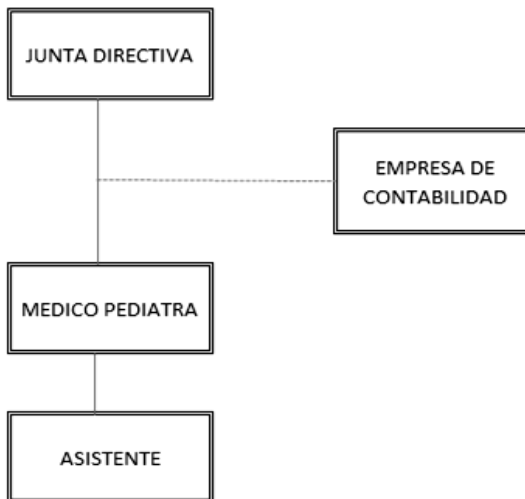 JUNTA DIRECTIVA
EMPRESA DE
CONTABILIDAD
MEDICO PEDIATRA
ASISTENTE